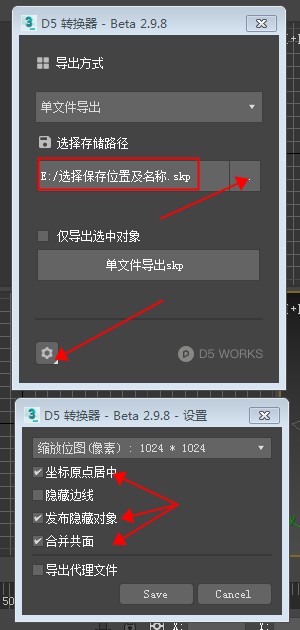 D5 转换器 - Beta 2.9.8
导出方式
单文件导出
选择存储路径
E:/选择保存位置及名称.skp
仅导出选中对象
单文件导出skp
D5 WORKS
D5 转换器 - Beta 2.9.8 - 设置
缩放位图(像素) : 1024 * 1024
坐标原点居中
隐藏边线
发布隐藏对象
合并共面
导出代理文件
Save
Cancel
50
X: